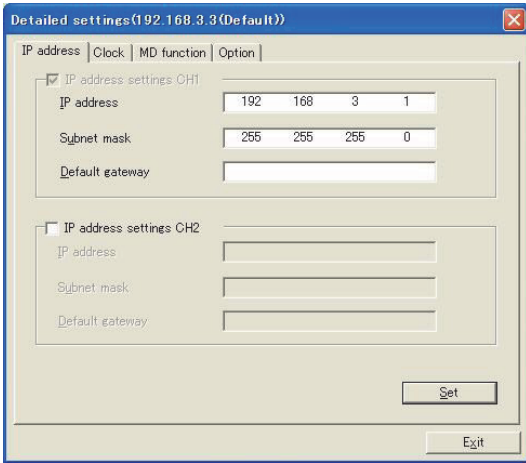 Detailed settings(192.168.3.3(Default))
IP address Clock MD function Option
IP address settings CH1
IP address 192 168 3 1
Subnet mask 255 255 255 0
Default gateway
IP address settings CH2
IP address
Subnet mask
Default gateway
Set
Exit